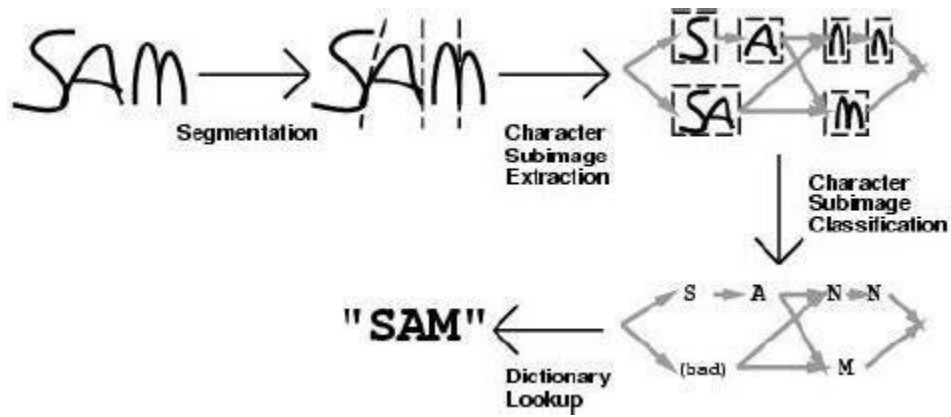 SAM
SAM
S A n n
SA m
Segmentation
Character
Subimage
Extraction
Character
Subimage
Classification
S A N N
(bad) M
"SAM"
Dictionary
Lookup